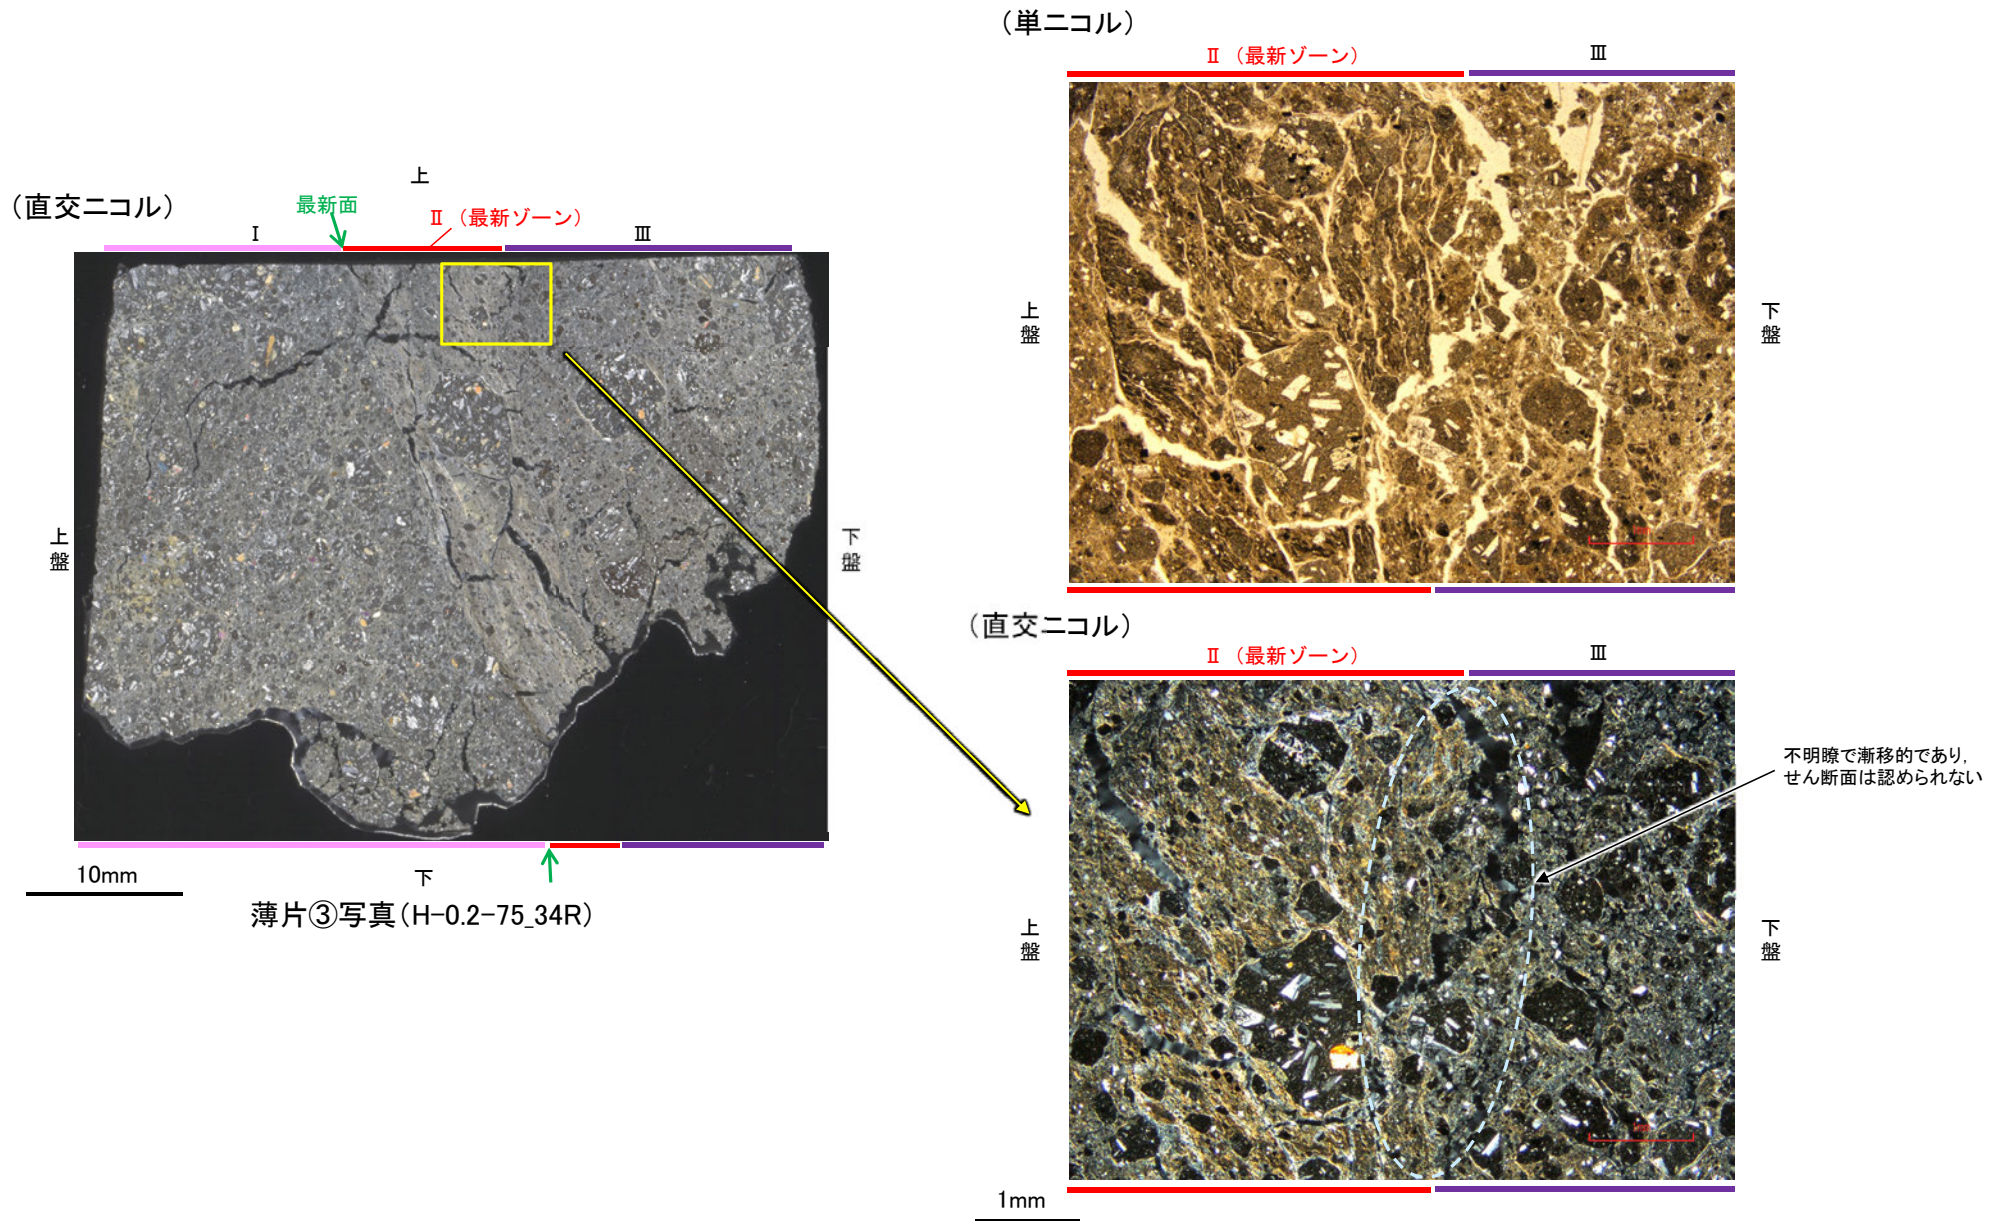 (直交ニコル)
上
最新面
Ⅱ (最新ゾーン)
Ⅰ
Ⅲ
上盤
下盤
下
10mm
薄片③写真(H-0.2-75_34R)
(単ニコル)
Ⅱ (最新ゾーン)
Ⅲ
上盤
下盤
(直交ニコル)
Ⅱ (最新ゾーン)
Ⅲ
不明瞭で漸移的であり,
せん断面は認められない
上盤
下盤
1mm